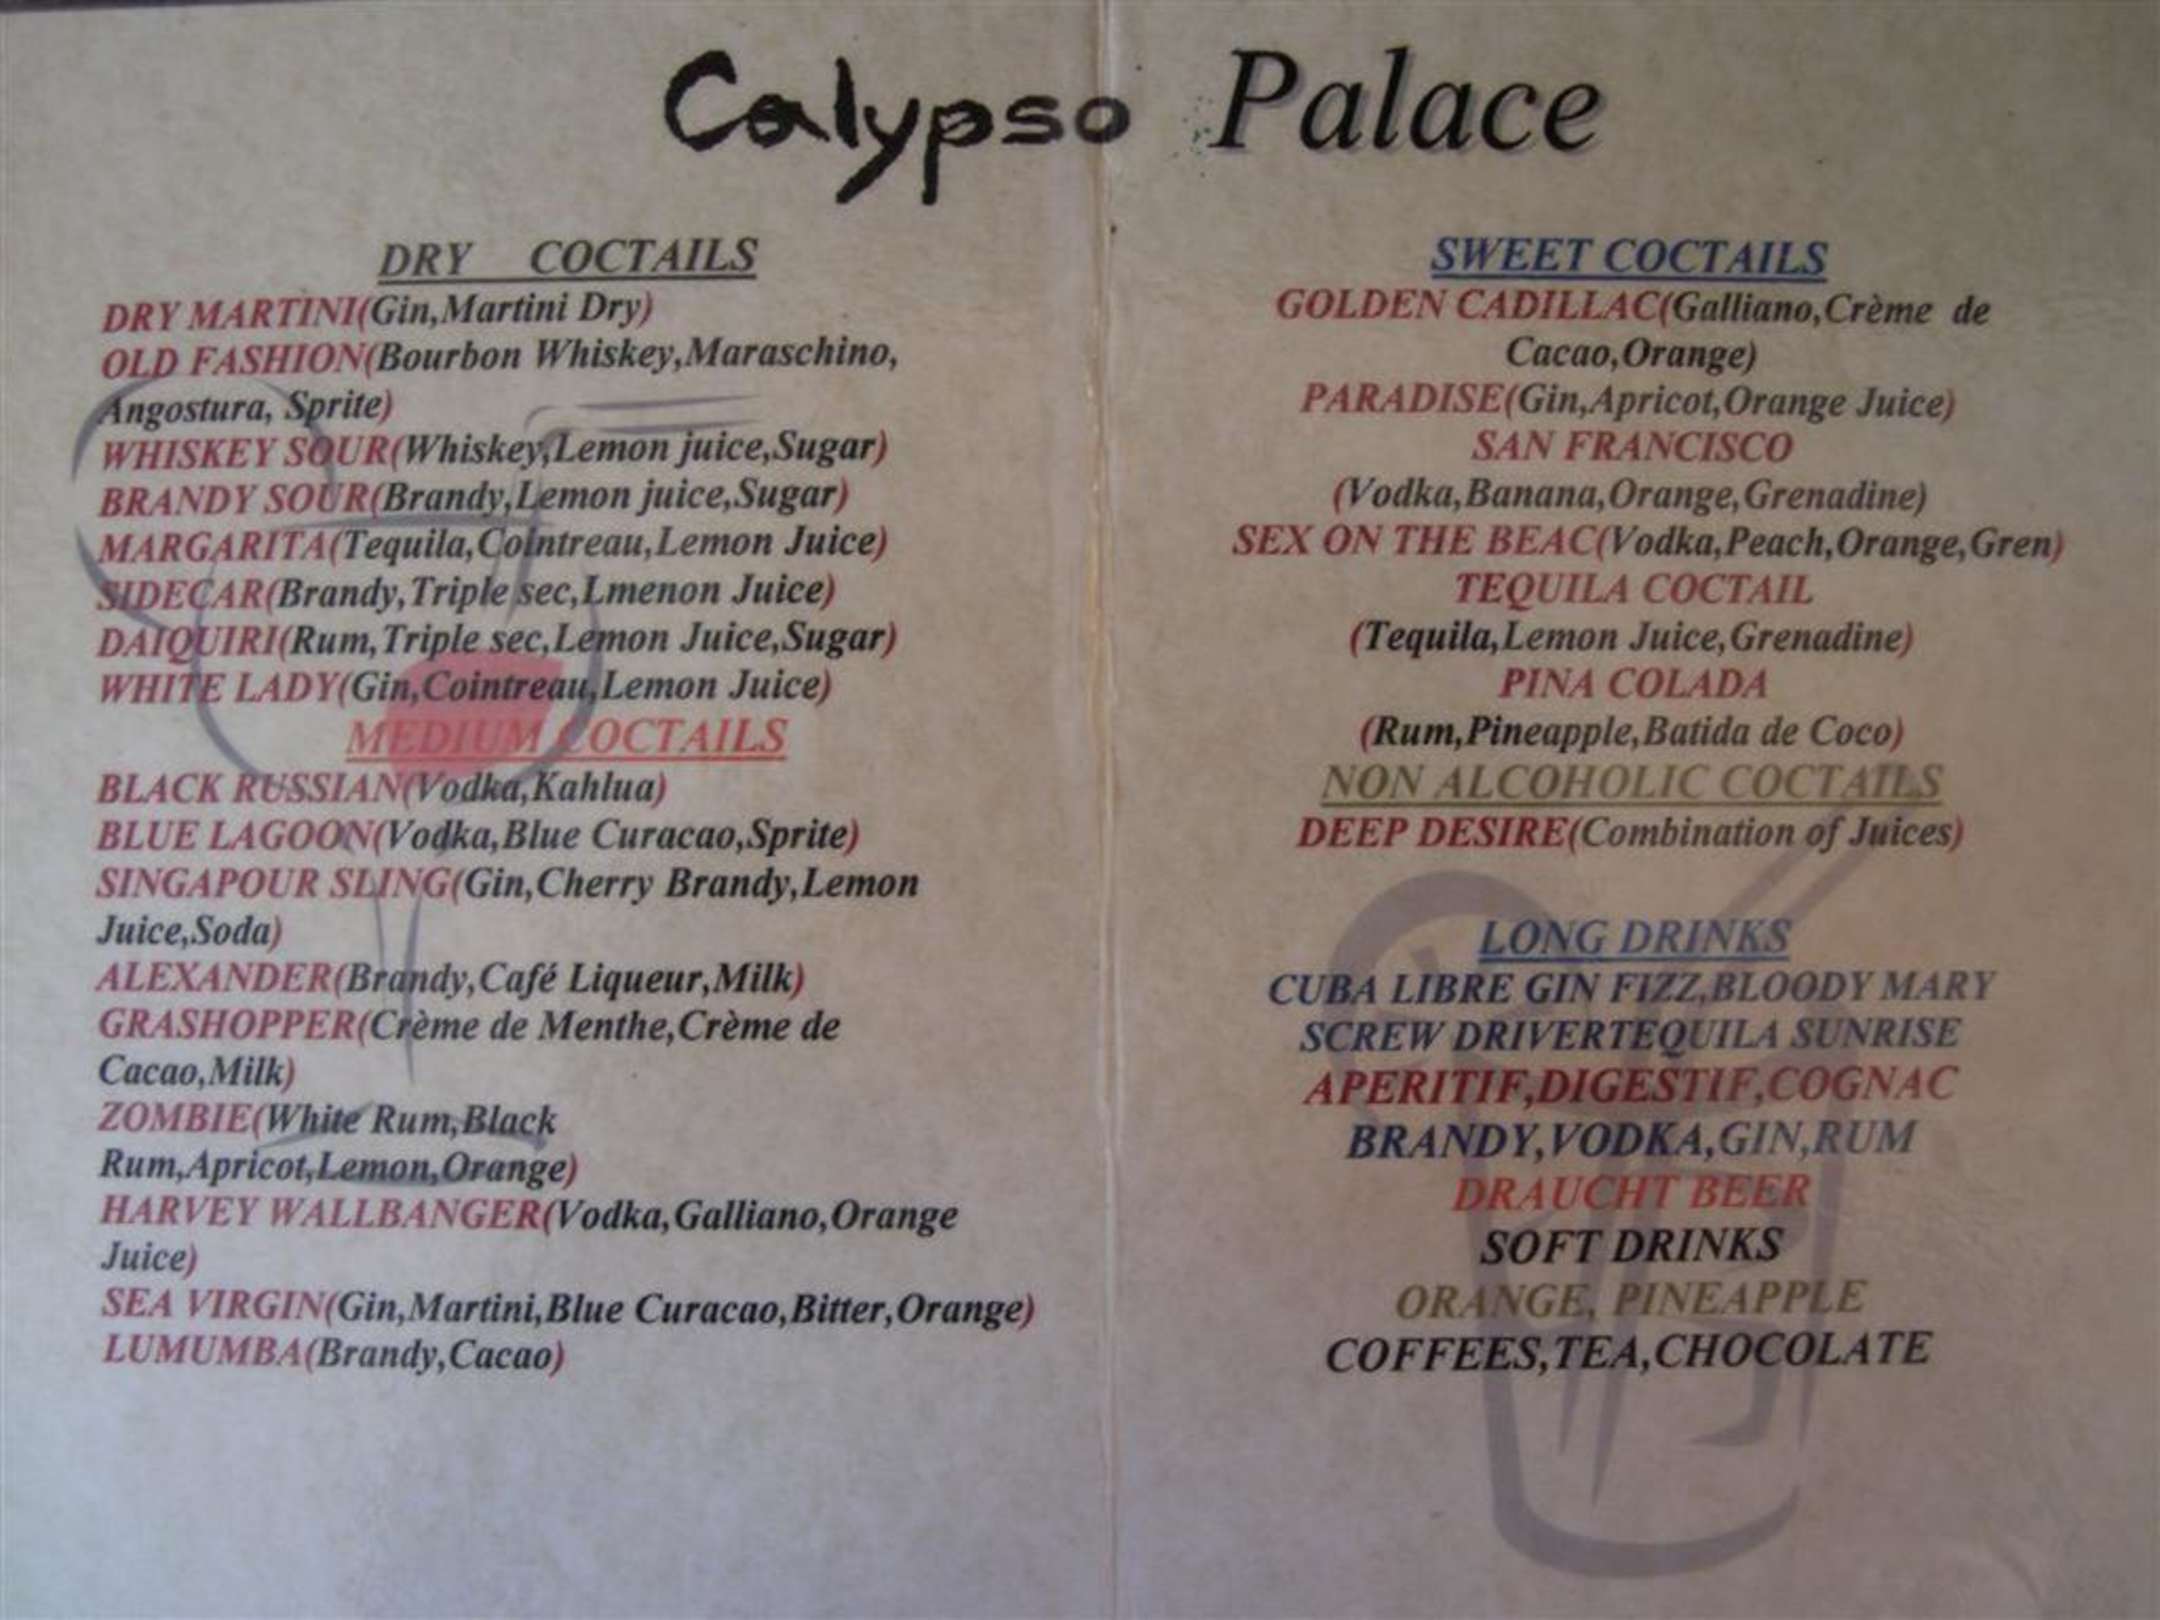 Calypso Palace
DRY COCTAILS
DRY MARTINI(Gin,Martini Dry)
OLD FASHION(Bourbon Whiskey,Maraschino,
Angostura, Sprite)
WHISKEY SOUR(Whiskey,Lemon juice,Sugar)
BRANDY SOUR(Brandy,Lemon juice,Sugar)
MARGARITA(Tequila,Cointreau,Lemon Juice)
SIDECAR(Brandy,Triple sec,Lmenon Juice)
DAIQUIRI(Rum,Triple sec,Lemon Juice,Sugar)
WHITE LADY(Gin,Cointreau,Lemon Juice)
MEDIUM COCTAILS
BLACK RUSSIAN(Vodka,Kahlua)
BLUE LAGOON(Vodka,Blue Curacao,Sprite)
SINGAPOUR SLING(Gin,Cherry Brandy,Lemon
Juice,Soda)
ALEXANDER(Brandy,Café Liqueur,Milk)
GRASHOPPER(Crème de Menthe,Crème de
Cacao,Milk)
ZOMBIE(White Rum,Black
Rum,Apricot,Lemon,Orange)
HARVEY WALLBANGER(Vodka,Galliano,Orange
Juice)
SEA VIRGIN(Gin,Martini,Blue Curacao,Bitter,Orange)
LUMUMBA(Brandy,Cacao)
SWEET COCTAILS
GOLDEN CADILLAC(Galliano,Crème de
Cacao,Orange)
PARADISE(Gin,Apricot,Orange Juice)
SAN FRANCISCO
(Vodka,Banana,Orange,Grenadine)
SEX ON THE BEAC(Vodka,Peach,Orange,Gren)
TEQUILA COCTAIL
(Tequila,Lemon Juice,Grenadine)
PINA COLADA
(Rum,Pineapple,Batida de Coco)
NON ALCOHOLIC COCTAILS
DEEP DESIRE(Combination of Juices)
LONG DRINKS
CUBA LIBRE GIN FIZZ,BLOODY MARY
SCREW DRIVERTEQUILA SUNRISE
APERITIF,DIGESTIF,COGNAC
BRANDY,VODKA,GIN,RUM
DRAUCHT BEER
SOFT DRINKS
ORANGE, PINEAPPLE
COFFEES,TEA,CHOCOLATE